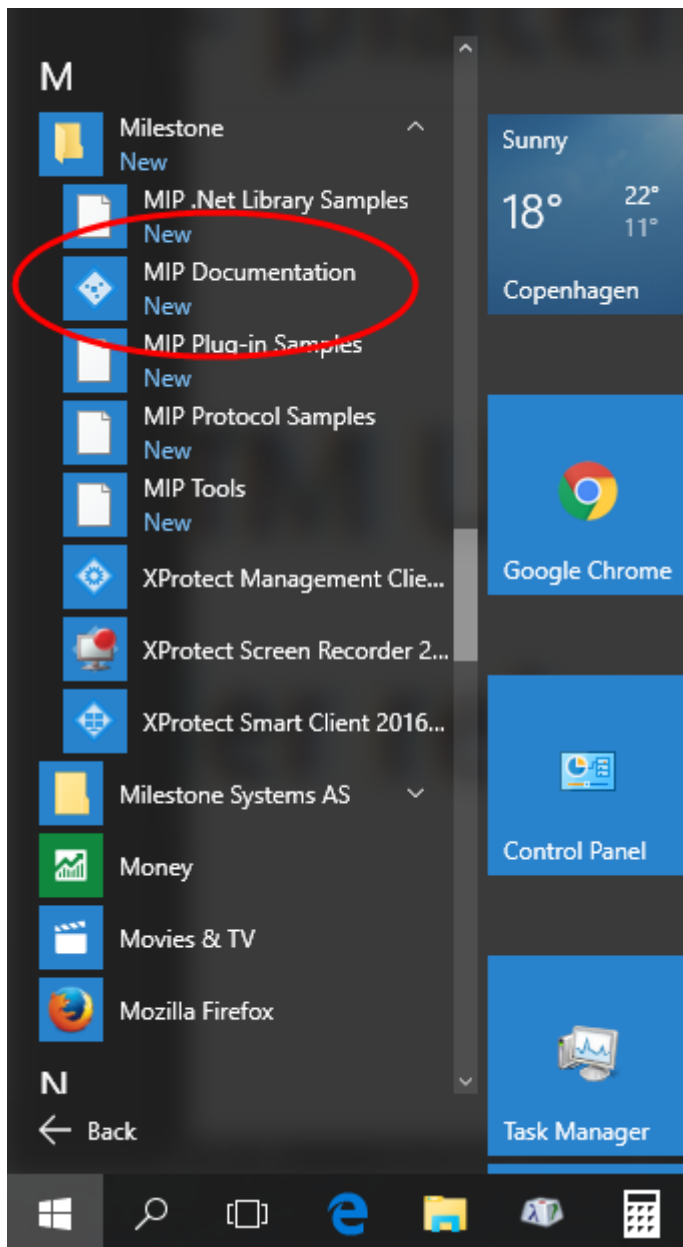 M
Milestone
New
MIP .Net Library Samples
New
MIP Documentation
New
MIP Plug-in Samples
New
MIP Protocol Samples
New
MIP Tools
New
XProtect Management Clie...
XProtect Screen Recorder 2...
XProtect Smart Client 2016...
Milestone Systems AS
Money
Movies & TV
Mozilla Firefox
N
Back
Sunny
18° 22°
11°
Copenhagen
Google Chrome
Control Panel
Task Manager